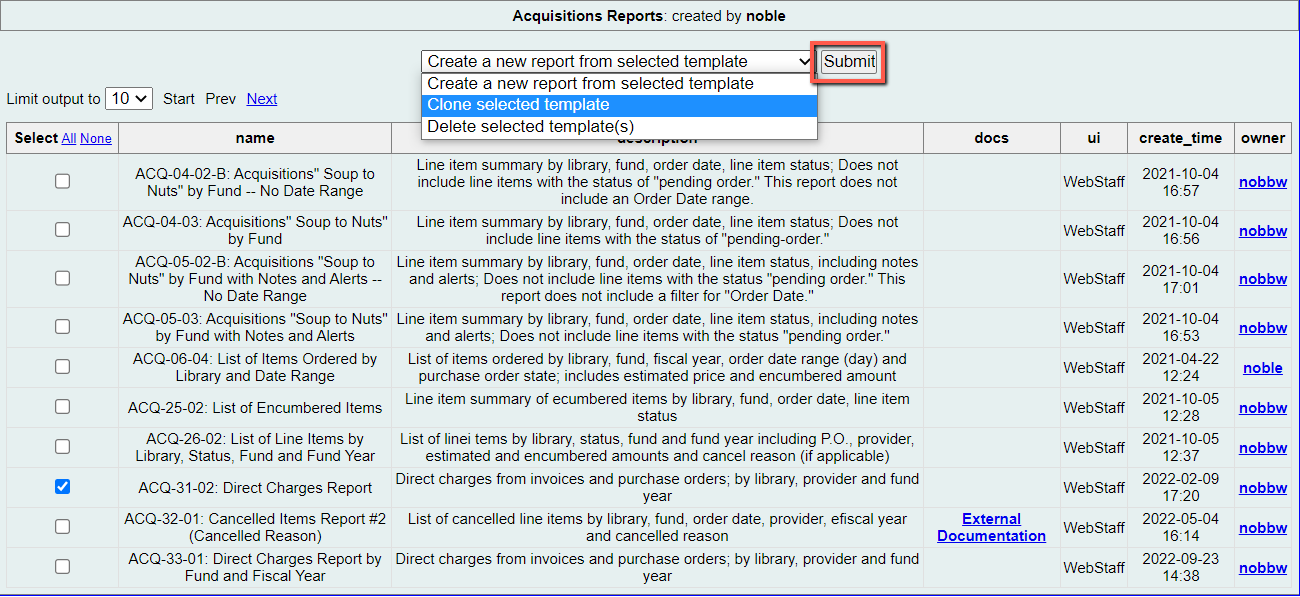 Acquisitions Reports: created by noble
Create a new report from selected template
Submit
Create a new report from selected template
Clone selected template
Delete selected template(s)
Limit output to 10 Start Prev Next
Select All None name description docs ui create_time owner
ACQ-04-02-B: Acquisitions" Soup to
Nuts" by Fund -- No Date Range
Line item summary by library, fund, order date, line item status; Does not
include line items with the status of "pending order." This report does not
include an Order Date range.
WebStaff
2021-10-04
16:57
nobbw
ACQ-04-03: Acquisitions" Soup to Nuts"
by Fund
Line item summary by library, fund, order date, line item status; Does not
include line items with the status of "pending-order."
WebStaff
2021-10-04
16:56
nobbw
ACQ-05-02-B: Acquisitions "Soup to
Nuts" by Fund with Notes and Alerts --
No Date Range
Line item summary by library, fund, order date, line item status, including notes
and alerts; Does not include line items with the status "pending order." This
report does not include a filter for "Order Date."
WebStaff
2021-10-04
17:01
nobbw
ACQ-05-03: Acquisitions "Soup to Nuts"
by Fund with Notes and Alerts
Line item summary by library, fund, order date, line item status, including notes
and alerts; Does not include line items with the status "pending order."
WebStaff
2021-10-04
16:53
nobbw
ACQ-06-04: List of Items Ordered by
Library and Date Range
List of items ordered by library, fund, fiscal year, order date range (day) and
purchase order state; includes estimated price and encumbered amount
WebStaff
2021-04-22
12:24
noble
ACQ-25-02: List of Encumbered Items
Line item summary of ecumbered items by library, fund, order date, line item
status
WebStaff
2021-10-05
12:28
nobbw
ACQ-26-02: List of Line Items by
Library, Status, Fund and Fund Year
List of linei tems by library, status, fund and fund year including P.O., provider,
estimated and encumbered amounts and cancel reason (if applicable)
WebStaff
2021-10-05
12:37
nobbw
ACQ-31-02: Direct Charges Report
Direct charges from invoices and purchase orders; by library, provider and fund
year
WebStaff
2022-02-09
17:20
nobbw
ACQ-32-01: Cancelled Items Report #2
(Cancelled Reason)
List of cancelled line items by library, fund, order date, provider, efiscal year
and cancelled reason
External
Documentation
WebStaff
2022-05-04
16:14
nobbw
ACQ-33-01: Direct Charges Report by
Fund and Fiscal Year
Direct charges from invoices and purchase orders; by library, provider and fund
year
WebStaff
2022-09-23
14:38
nobbw